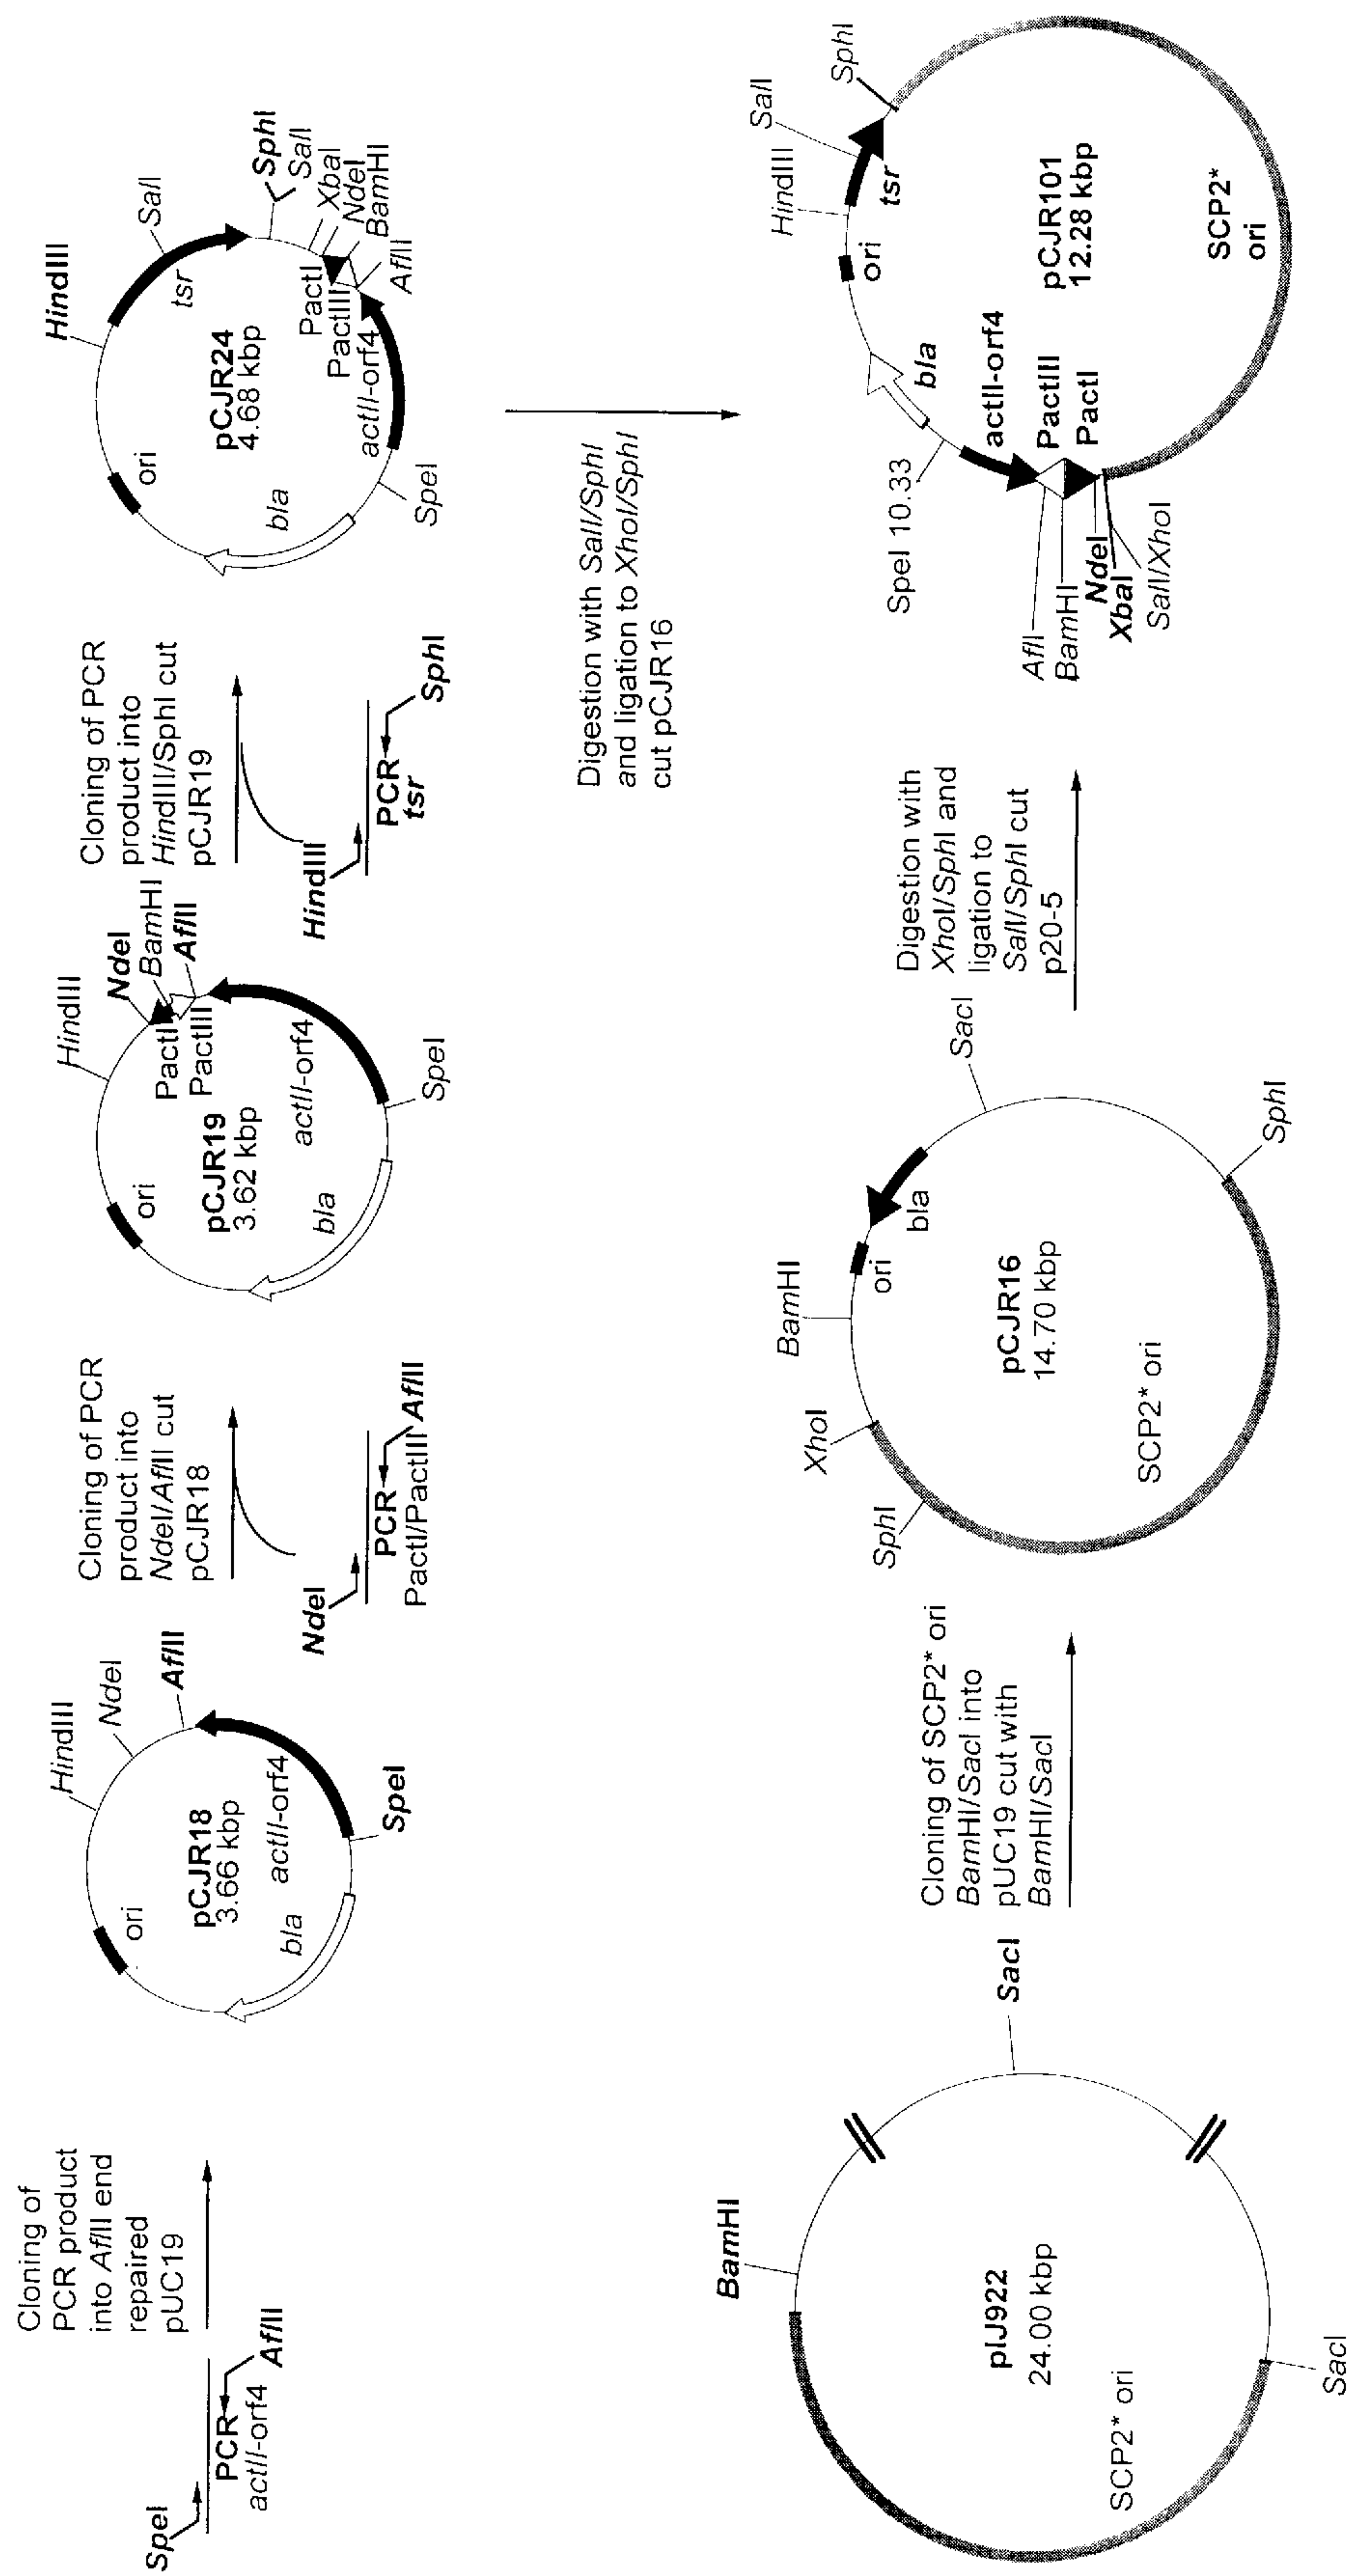 SpeI
PCR
actII-orf4
AflII
Cloning of
PCR product
into AflII end
repaired
pUC19
HindIII
NdeI
AflII
ori
pCJR18
3.66 kbp
actII-orf4
bla
SpeI
Cloning of PCR
product into
NdeI/AflII cut
pCJR18
NdeI
PCR
AflII
PactI/PactIII
HindIII
NdeI
BamHI
AflII
PactI
PactIII
ori
pCJR19
3.62 kbp
actII-orf4
bla
SpeI
Cloning of PCR
product into
HindIII/SphI cut
pCJR19
HindIII
PCR
tsr
SphI
HindIII
SalI
tsr
SphI
SalI
XbaI
NdeI
BamHI
AflII
PactI
PactIII
ori
pCJR24
4.68 kbp
actII-orf4
bla
SpeI
Digestion with SalI/SphI
and ligation to XhoI/SphI
cut pCJR16
BamHI
SacI
pIJ922
24.00 kbp
SCP2* ori
SacI
Cloning of SCP2* ori
BamHI/SacI into
pUC19 cut with
BamHI/SacI
BamHI
XhoI
SphI
ori
bla
SacI
pCJR16
14.70 kbp
SCP2* ori
SphI
Digestion with
XhoI/SphI and
ligation to
SalI/SphI cut
p20-5
HindIII
SalI
SphI
tsr
ori
bla
SpeI 10.33
actII-orf4
PactIII
PactI
AflI
BamHI
NdeI
XbaI
SalI/XhoI
pCJR101
12.28 kbp
SCP2*
ori